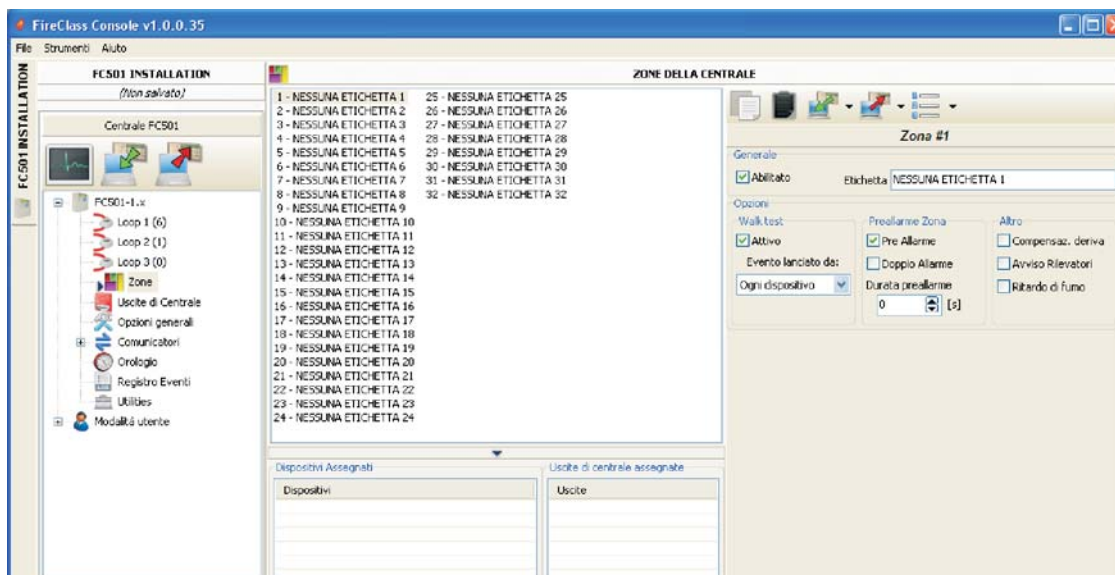 FireClass Console v1.0.0.35
File Strumenti Aiuto
FC501 INSTALLATION
FC501 INSTALLATION
(Non salvato)
Centrale FC501
FC501-1.x
Loop 1 (6)
Loop 2 (1)
Loop 3 (0)
Zone
Uscite di Centrale
Opzioni generali
Comunicatori
Orologio
Registro Eventi
Utilities
Modalitá utente
ZONE DELLA CENTRALE
1 - NESSUNA ETICHETTA 1
2 - NESSUNA ETICHETTA 2
3 - NESSUNA ETICHETTA 3
4 - NESSUNA ETICHETTA 4
5 - NESSUNA ETICHETTA 5
6 - NESSUNA ETICHETTA 6
7 - NESSUNA ETICHETTA 7
8 - NESSUNA ETICHETTA 8
9 - NESSUNA ETICHETTA 9
10 - NESSUNA ETICHETTA 10
11 - NESSUNA ETICHETTA 11
12 - NESSUNA ETICHETTA 12
13 - NESSUNA ETICHETTA 13
14 - NESSUNA ETICHETTA 14
15 - NESSUNA ETICHETTA 15
16 - NESSUNA ETICHETTA 16
17 - NESSUNA ETICHETTA 17
18 - NESSUNA ETICHETTA 18
19 - NESSUNA ETICHETTA 19
20 - NESSUNA ETICHETTA 20
21 - NESSUNA ETICHETTA 21
22 - NESSUNA ETICHETTA 22
23 - NESSUNA ETICHETTA 23
24 - NESSUNA ETICHETTA 24
25 - NESSUNA ETICHETTA 25
26 - NESSUNA ETICHETTA 26
27 - NESSUNA ETICHETTA 27
28 - NESSUNA ETICHETTA 28
29 - NESSUNA ETICHETTA 29
30 - NESSUNA ETICHETTA 30
31 - NESSUNA ETICHETTA 31
32 - NESSUNA ETICHETTA 32
Dispositivi Assegnati
Dispositivi
Uscite di centrale assegnate
Uscite
Zona #1
Generale
Abilitato
Etichetta NESSUNA ETICHETTA 1
Opzioni
Walk test
Attivo
Evento lanciato da:
Ogni dispositivo
Preallarme Zona
Pre Allarme
Doppio Allarme
Durata preallarme
0 [s]
Altro
Compensaz. deriva
Avviso Rilevatori
Ritardo di fumo